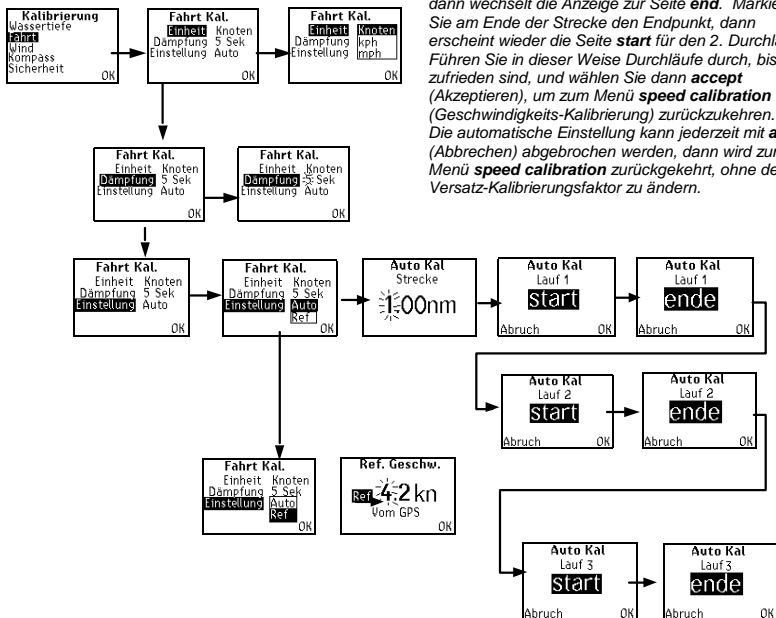 dann wechselt die Anzeige zur Seite end. Markie
Sie am Ende der Strecke den Endpunkt, dann
erscheint wieder die Seite start für den 2. Durchla
Führen Sie in dieser Weise Durchläufe durch, bis
zufrieden sind, und wählen Sie dann accept
(Akzeptieren), um zum Menü speed calibration
(Geschwindigkeits-Kalibrierung) zurückzukehren.
Die automatische Einstellung kann jederzeit mit a
(Abbrechen) abgebrochen werden, dann wird zur
Menü speed calibration zurückgekehrt, ohne de
Versatz-Kalibrierungsfaktor zu ändern.
Kalibrierung
Wassertiefe
Fahrt
Wind
Kompass
Sicherheit
OK
Fahrt Kal.
Einheit Knoten
Dämpfung 5 Sek
Einstellung Auto
OK
Fahrt Kal.
Einheit Knoten
Dämpfung kph
Einstellung mph
OK
Fahrt Kal.
Einheit Knoten
Dämpfung 5 Sek
Einstellung Auto
OK
Fahrt Kal.
Einheit Knoten
Dämpfung 5 Sek
Einstellung Auto
OK
Fahrt Kal.
Einheit Knoten
Dämpfung 5 Sek
Einstellung Auto
OK
Fahrt Kal.
Einheit Knoten
Dämpfung 5 Sek
Einstellung Auto
Ref
OK
Auto Kal
Strecke
1.00nm
Auto Kal
Lauf 1
start
Abruch OK
Auto Kal
Lauf 1
ende
Abruch OK
Auto Kal
Lauf 2
start
Abruch OK
Auto Kal
Lauf 2
ende
Abruch OK
Fahrt Kal.
Einheit Knoten
Dämpfung 5 Sek
Einstellung Auto
Ref
OK
Ref. Geschw.
Ref 4.2 kn
Vom GPS
OK
Auto Kal
Lauf 3
start
Abruch OK
Auto Kal
Lauf 3
ende
Abruch OK